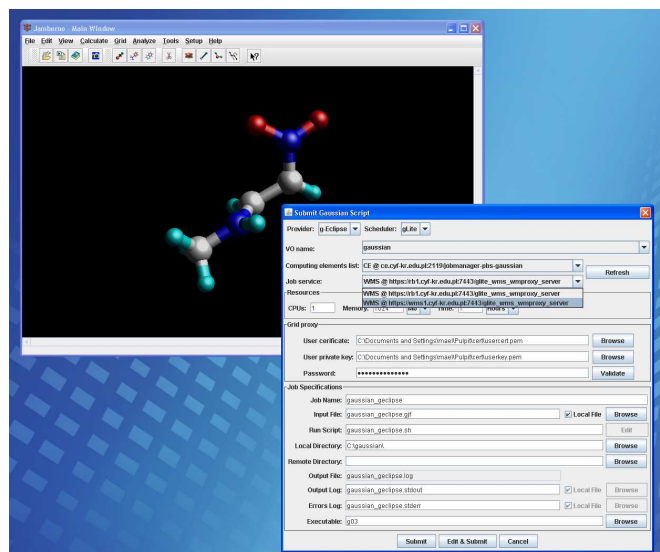 Jamberoo - Main Window
File Edit View Calculate Grid Analyze Tools Setup Help
Submit Gaussian Script
Provider: g-Eclipse Scheduler: gLite
VO name: gaussian
Computing elements list: CE @ ce.cyf-kr.edu.pl:2119/jobmanager-pbs-gaussian
Refresh
Job service: WMS @ https://rb1.cyf-kr.edu.pl:7443/glite_wms_wmproxy_server
WMS @ https://rb1.cyf-kr.edu.pl:7443/glite_wms_wmproxy_server
WMS @ https://wms1.cyf-kr.edu.pl:7443/glite_wms_wmproxy_server
Resources
CPUs: 1 Memory: 1024 Mb Time: 1 Hours
Grid proxy
User cerificate: C:\Documents and Settings\mael\Pulpit\cert\usercert.pem Browse
User private key: C:\Documents and Settings\mael\Pulpit\cert\userkey.pem Browse
Password: •••••••••••••• Validate
Job Specifications
Job Name: gaussian_geclipse
Input File: gaussian_geclipse.gjf Local File Browse
Run Script: gaussian_geclipse.sh Edit
Local Directory: C:\gaussian\ Browse
Remote Directory: Browse
Output File: gaussian_geclipse.log
Output Log: gaussian_geclipse.stdout Local File Browse
Errors Log: gaussian_geclipse.stderr Local File Browse
Executable: g03 Browse
Submit Edit & Submit Cancel